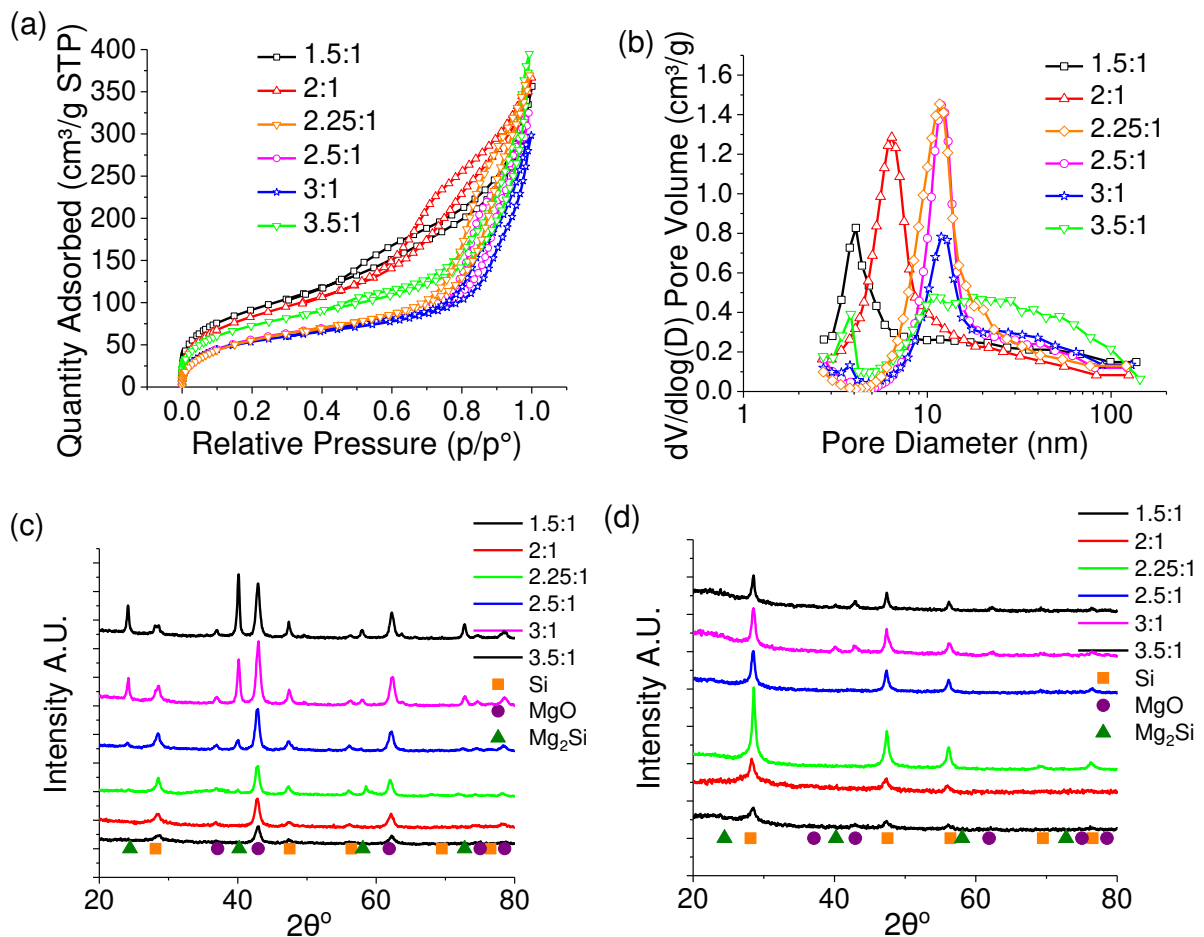 (a)
Quantity Adsorbed (cm³/g STP)
400
350
300
250
200
150
100
50
0
1.5:1
2:1
2.25:1
2.5:1
3:1
3.5:1
0.0 0.2 0.4 0.6 0.8 1.0
Relative Pressure (p/p°)
(b)
dV/dlog(D) Pore Volume (cm³/g)
1.6
1.4
1.2
1.0
0.8
0.6
0.4
0.2
0.0
1.5:1
2:1
2.25:1
2.5:1
3:1
3.5:1
1 10 100
Pore Diameter (nm)
(c)
Intensity A.U.
1.5:1
2:1
2.25:1
2.5:1
3:1
3.5:1
Si
MgO
Mg₂Si
20 40 60 80
2θº
(d)
Intensity A.U.
1.5:1
2:1
2.25:1
2.5:1
3:1
3.5:1
Si
MgO
Mg₂Si
20 40 60 80
2θº